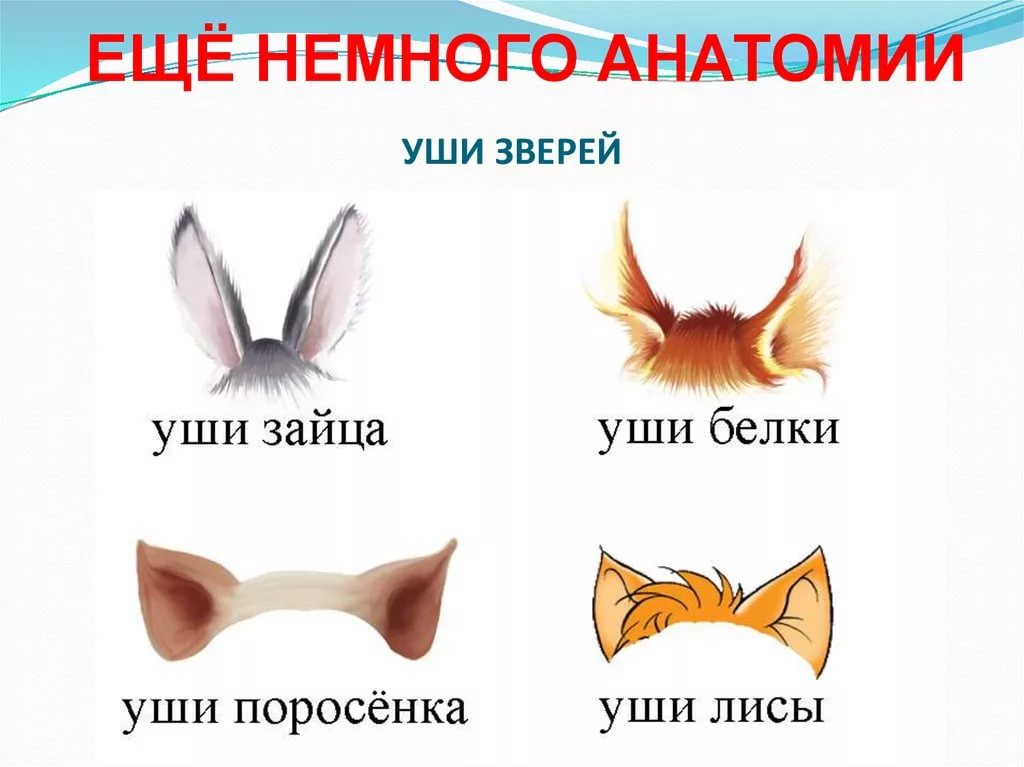 ЕЩЁ НЕМНОГО АНАТОМИИ
УШИ ЗВЕРЕЙ
уши зайца
уши белки
уши поросёнка
уши лисы